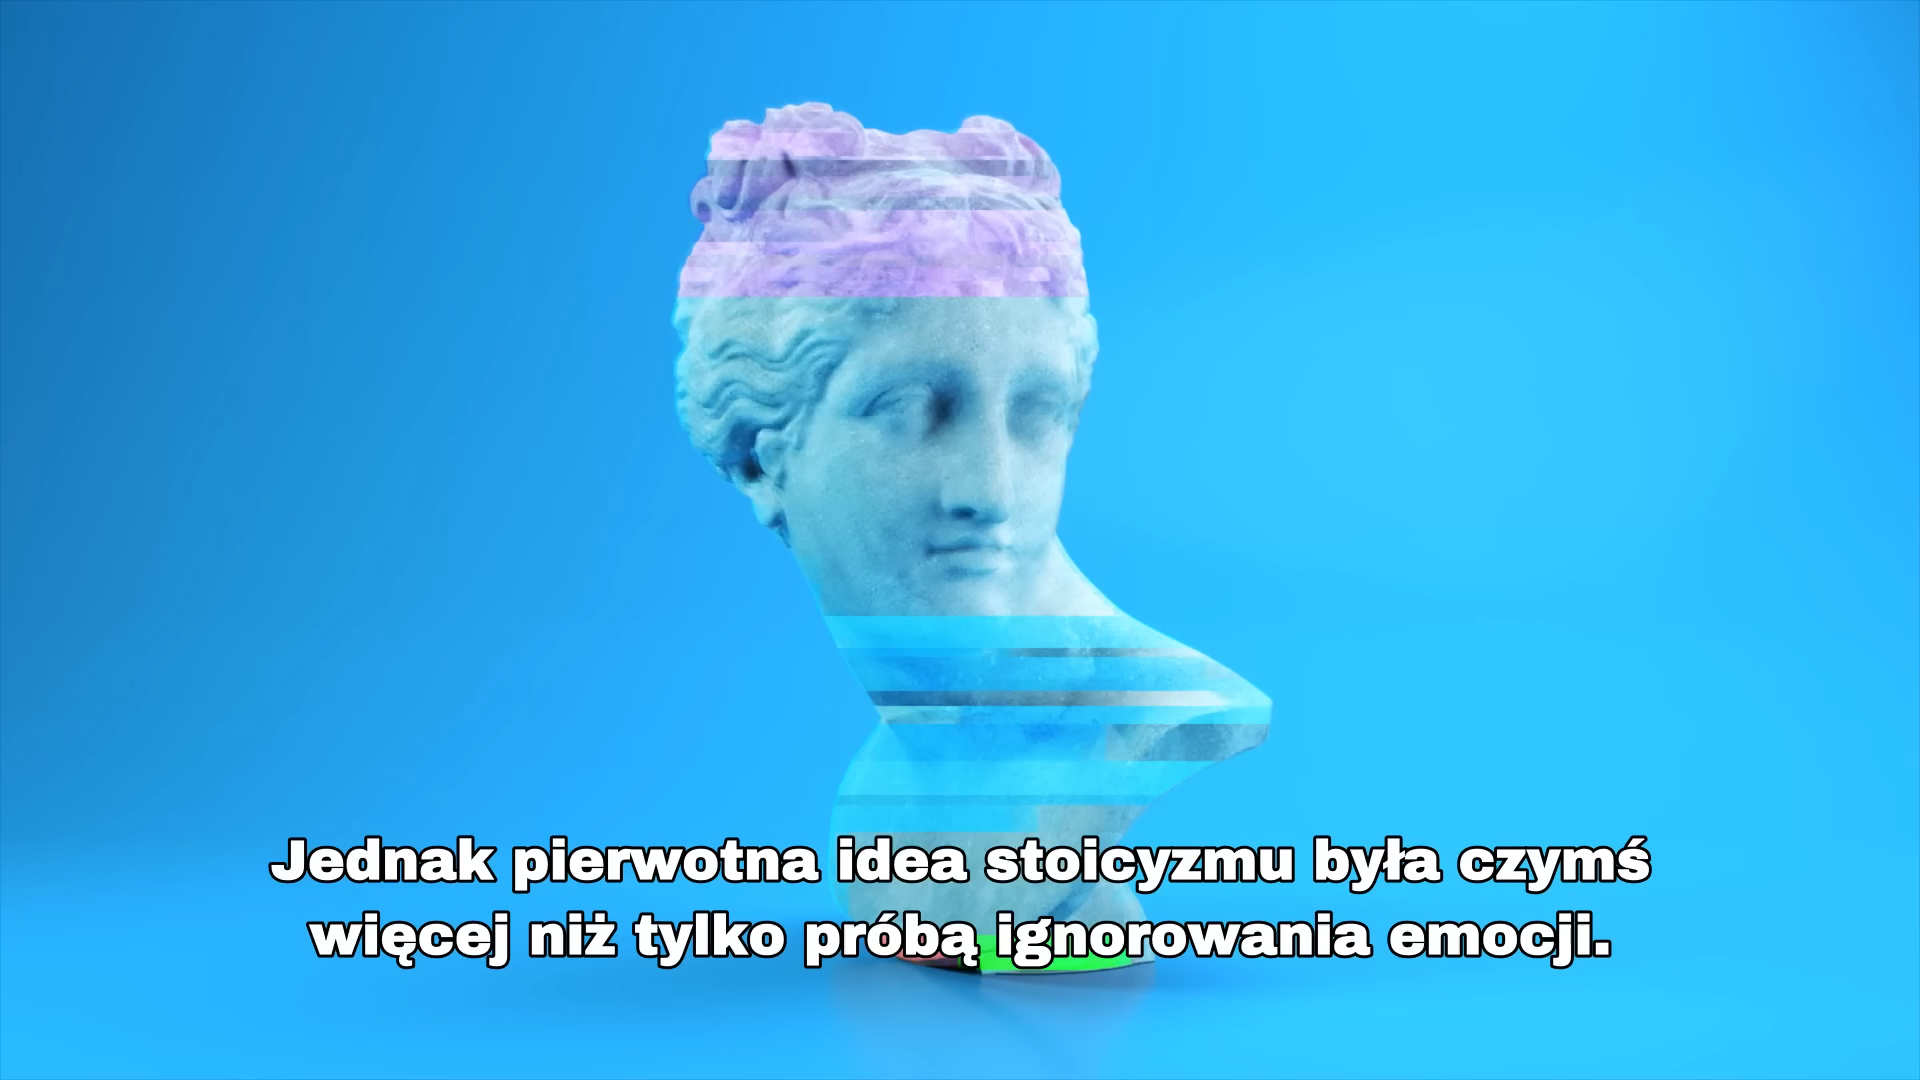 Jednak pierwotna idea stoicyzmu była czymś
więcej niż tylko próbą ignorowania emocji.